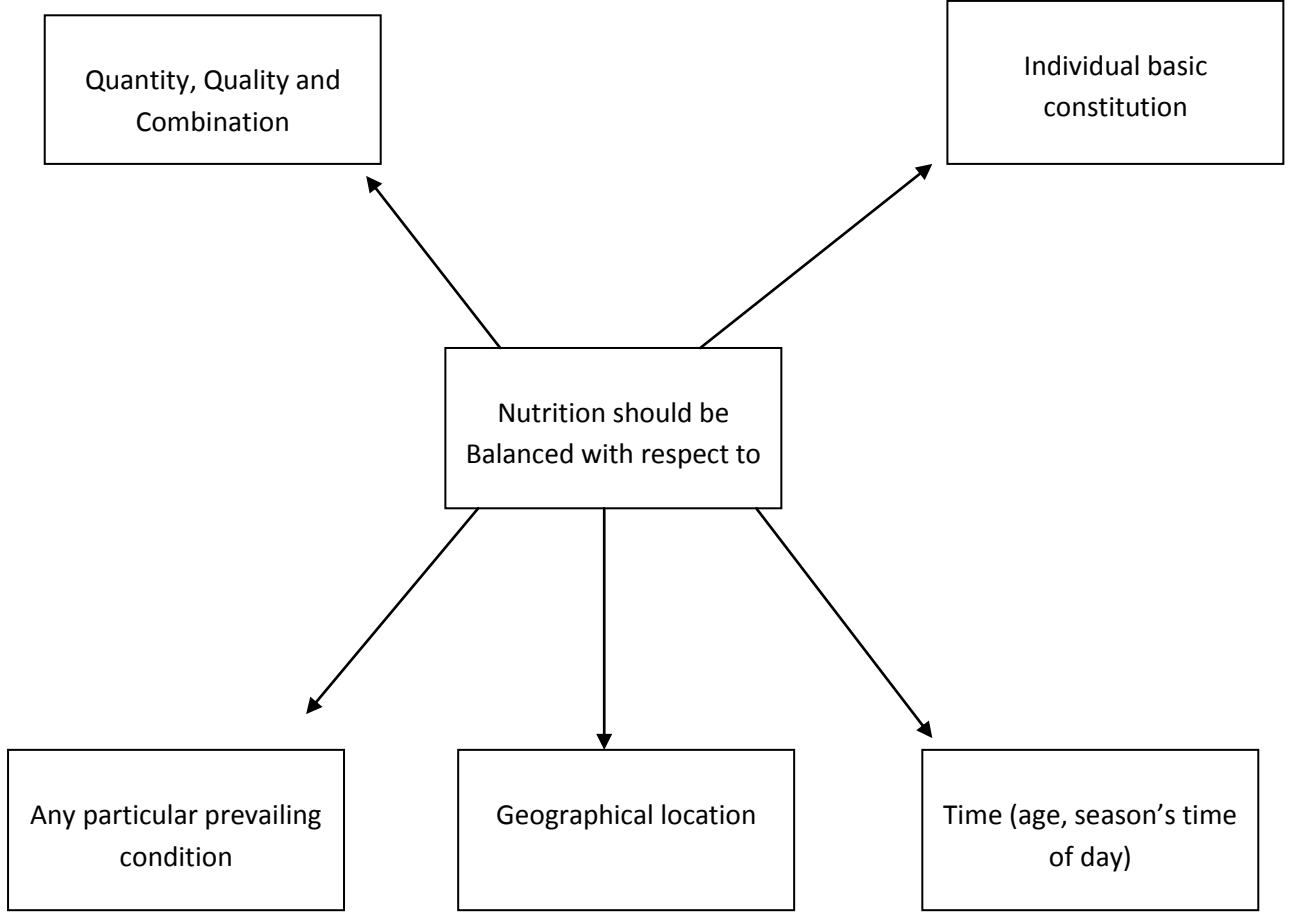 Quantity, Quality and
Combination
Individual basic
constitution
Nutrition should be
Balanced with respect to
Any particular prevailing
condition
Geographical location
Time (age, season’s time
of day)